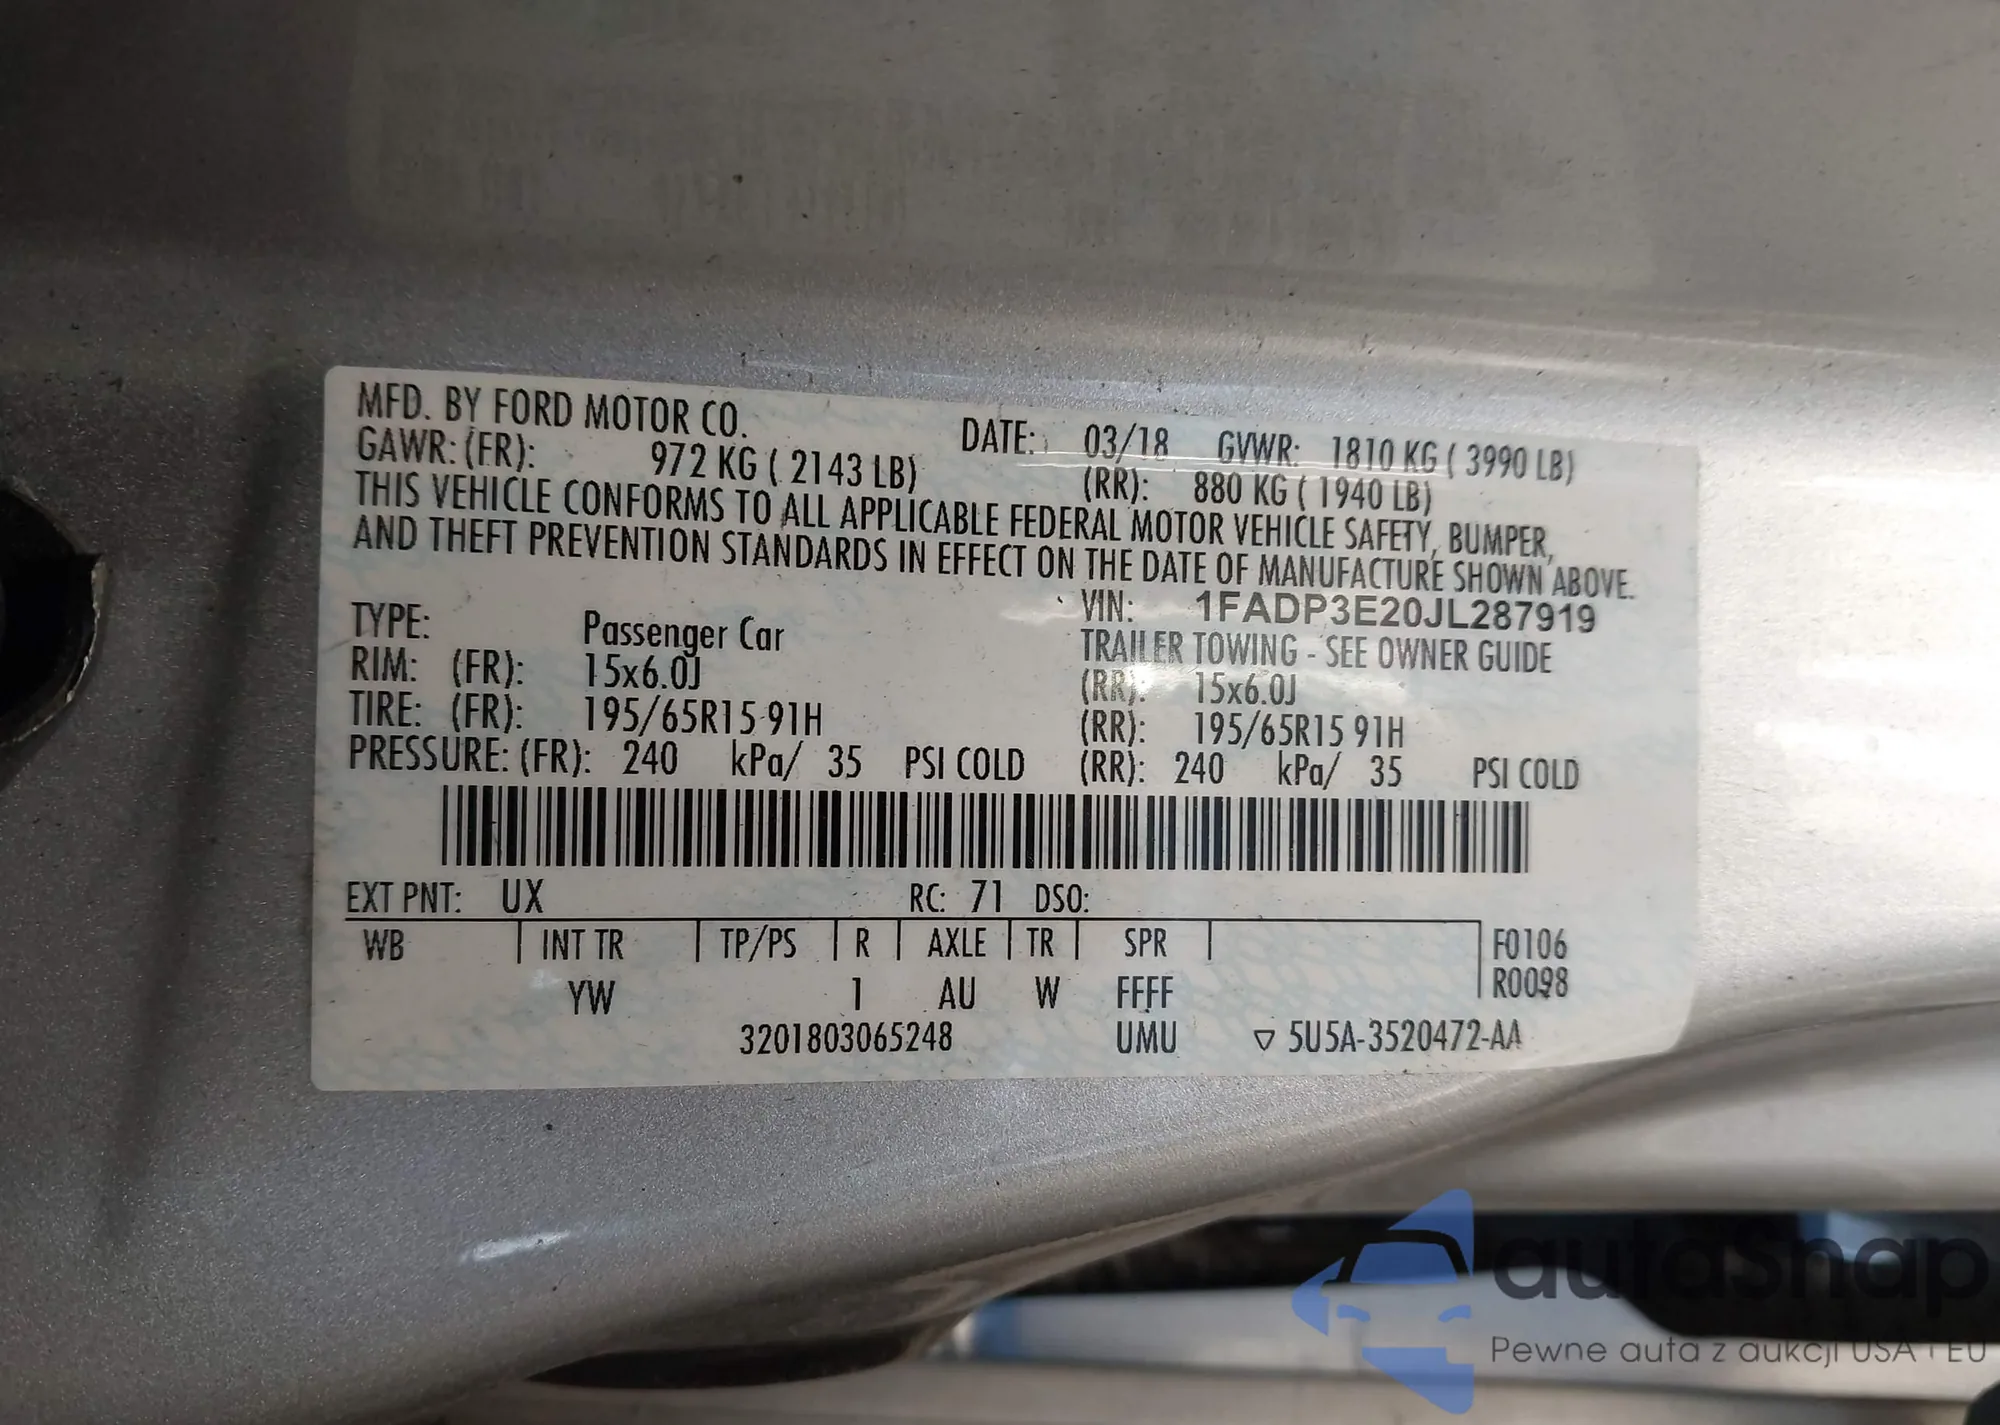 MFD. BY FORD MOTOR CO. DATE: 03/18 GVWR: 1810 KG ( 3990 LB)
GAWR: (FR): 972 KG ( 2143 LB) (RR): 880 KG ( 1940 LB)
THIS VEHICLE CONFORMS TO ALL APPLICABLE FEDERAL MOTOR VEHICLE SAFETY, BUMPER,
AND THEFT PREVENTION STANDARDS IN EFFECT ON THE DATE OF MANUFACTURE SHOWN ABOVE.
VIN: 1FADP3E20JL287919
TYPE: Passenger Car TRAILER TOWING - SEE OWNER GUIDE
RIM: (FR): 15x6.0J (RR): 15x6.0J
TIRE: (FR): 195/65R15 91H (RR): 195/65R15 91H
PRESSURE: (FR): 240 kPa/ 35 PSI COLD (RR): 240 kPa/ 35 PSI COLD
EXT PNT: UX RC: 71 DSO:
WB INT TR TP/PS R AXLE TR SPR F0106
YW 1 AU W FFFF R0098
3201803065248 UMU ▽ 5U5A-3520472-AA
autaSnap
Pewne auta z aukcji USA i EU